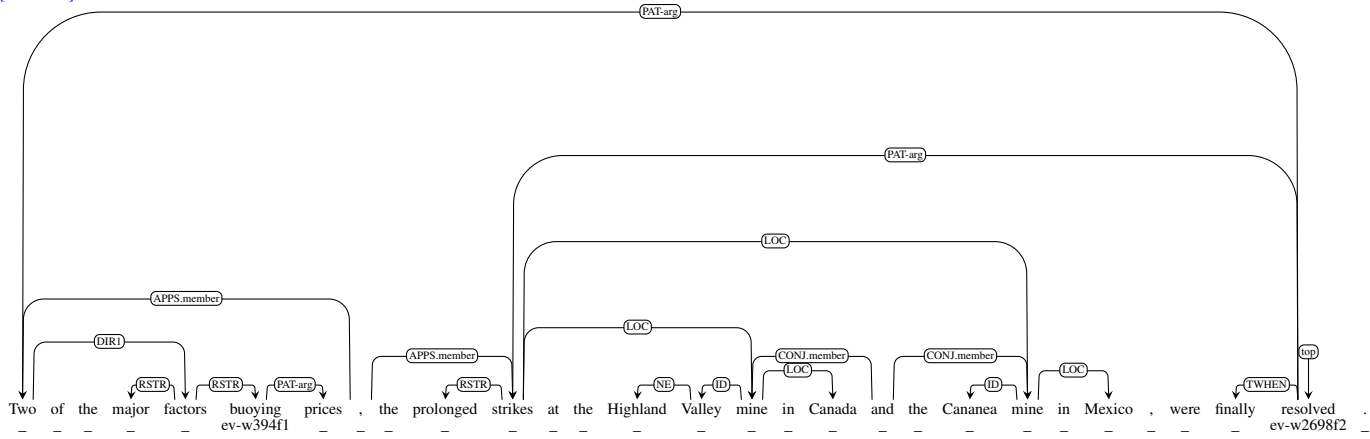 PAT-arg
PAT-arg
LOC
APPS.member
LOC
DIR1 top
APPS.member CONJ.member CONJ.member
LOC LOC
RSTR RSTR PAT-arg RSTR NE ID ID TWHEN
Two of the major factors buoying prices , the prolonged strikes at the Highland Valley mine in Canada and the Cananea mine in Mexico , were finally resolved .
_ _ _ _ _ ev-w394f1 _ _ _ _ _ _ _ _ _ _ _ _ _ _ _ _ _ _ _ _ _ ev-w2698f2 _